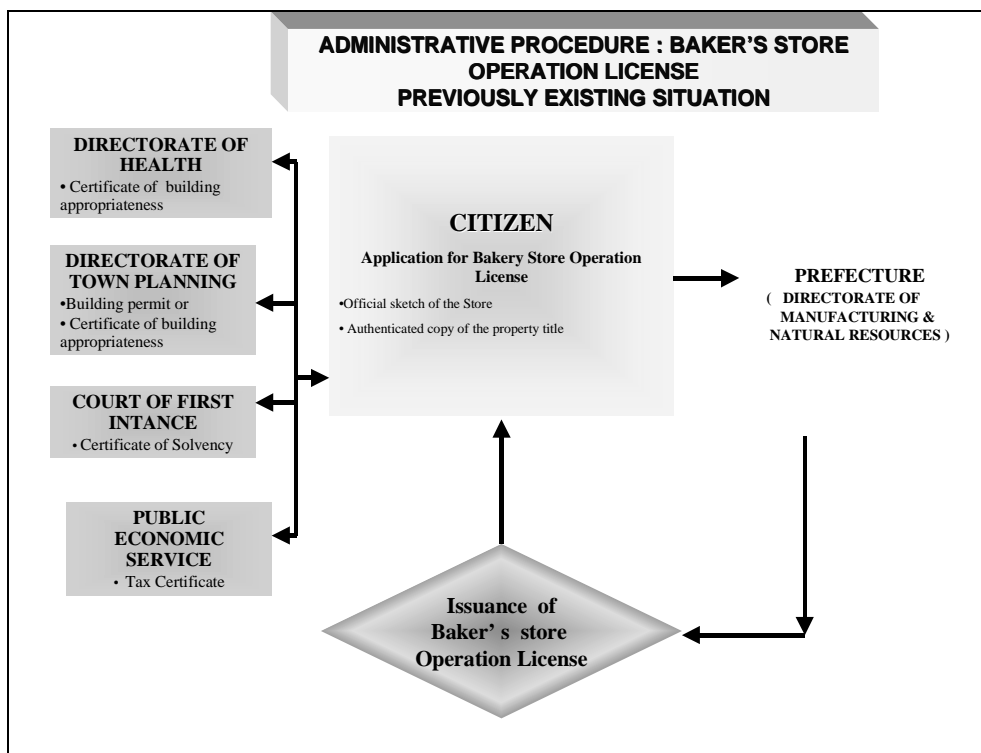 ADMINISTRATIVE PROCEDURE : BAKER'S STORE
OPERATION LICENSE
PREVIOUSLY EXISTING SITUATION
DIRECTORATE OF
HEALTH
• Certificate of building
appropriateness
DIRECTORATE OF
TOWN PLANNING
•Building permit or
• Certificate of building
appropriateness
COURT OF FIRST
INTANCE
• Certificate of Solvency
PUBLIC
ECONOMIC
SERVICE
• Tax Certificate
CITIZEN
Application for Bakery Store Operation
License
•Official sketch of the Store
• Authenticated copy of the property title
PREFECTURE
( DIRECTORATE OF
MANUFACTURING &
NATURAL RESOURCES )
Issuance of
Baker' s store
Operation License